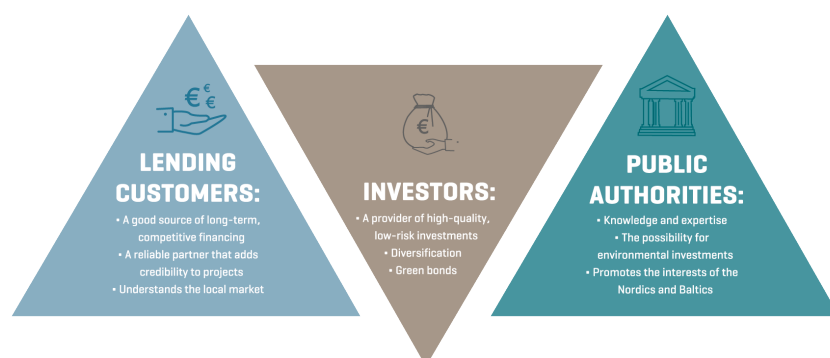 LENDING
CUSTOMERS:
• A good source of long-term,
competitive financing
• A reliable partner that adds
credibility to projects
• Understands the local market
INVESTORS:
• A provider of high-quality,
low-risk investments
• Diversification
• Green bonds
PUBLIC
AUTHORITIES:
• Knowledge and expertise
• The possibility for
environmental investments
• Promotes the interests of the
Nordics and Baltics